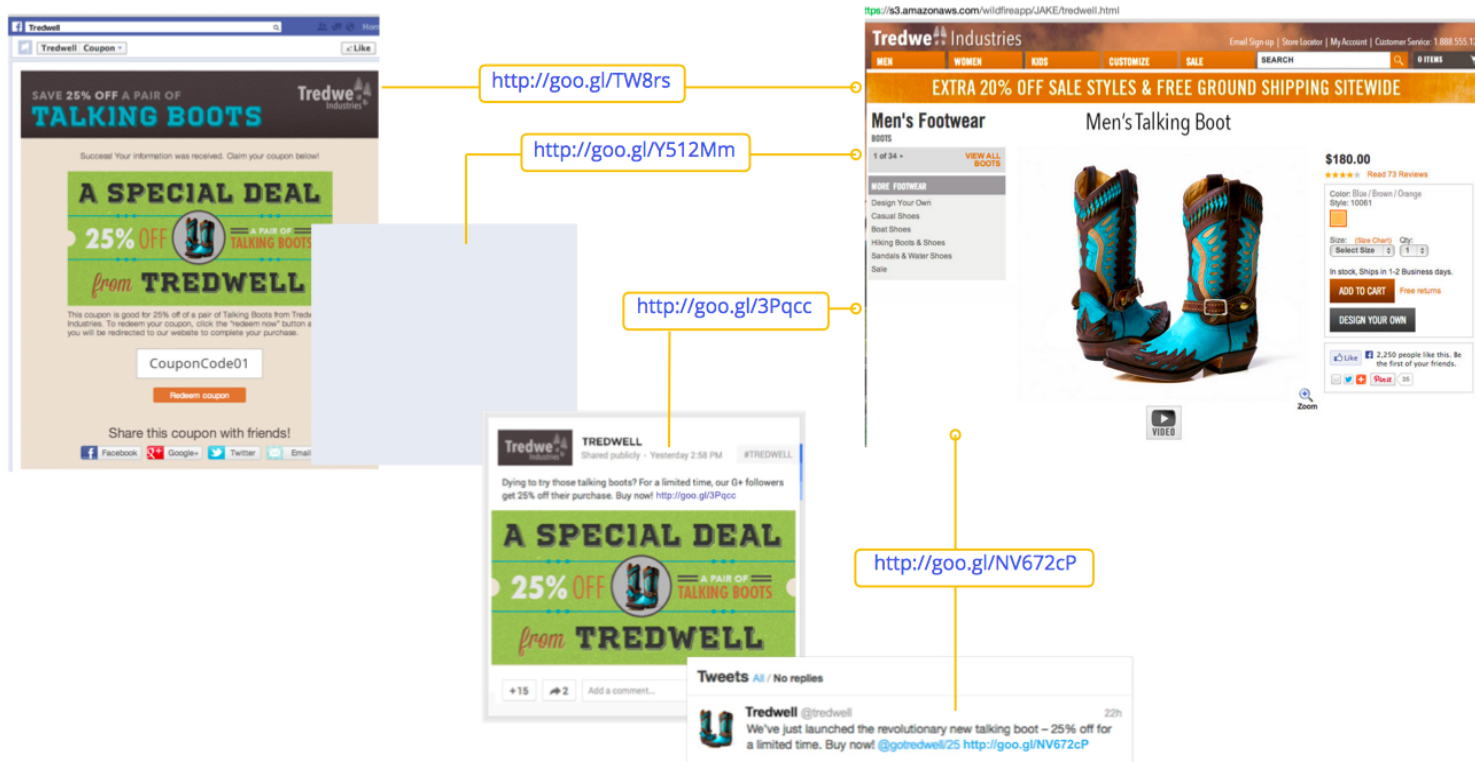 Tredwell
Hom
Tredwell Coupon
Like
SAVE 25% OFF A PAIR OF
TALKING BOOTS
Tredwe
Industries
Success! Your information was received. Claim your coupon below!
A SPECIAL DEAL
25% OFF A PAIR OF TALKING BOOTS
from TREDWELL
This coupon is good for 25% off of a pair of Talking Boots from Tredw
Industries. To redeem your coupon, click the "redeem now" button a
you will be redirected to our website to complete your purchase.
CouponCode01
Redeem coupon
Share this coupon with friends!
Facebook Google+ Twitter Email
http://goo.gl/TW8rs
http://goo.gl/Y512Mm
http://goo.gl/3Pqcc
http://goo.gl/NV672cP
Tredwe
Industries
TREDWELL
Shared publicly - Yesterday 2:58 PM
#TREDWELL
Dying to try those talking boots? For a limited time, our G+ followers
get 25% off their purchase. Buy now! http://goo.gl/3Pqcc
A SPECIAL DEAL
25% OFF A PAIR OF TALKING BOOTS
from TREDWELL
+15 2 Add a comment...
Tweets All / No replies
Tredwell @tredwell 22h
We've just launched the revolutionary new talking boot – 25% off for
a limited time. Buy now! @gotredwell/25 http://goo.gl/NV672cP
ttps://s3.amazonaws.com/wildfireapp/JAKE/tredwell.html
Tredwe Industries
Email Sign-up | Store Locator | My Account | Customer Service: 1.888.555.12
MEN WOMEN KIDS CUSTOMIZE SALE SEARCH 0 ITEMS
EXTRA 20% OFF SALE STYLES & FREE GROUND SHIPPING SITEWIDE
Men's Footwear
BOOTS
1 of 34
VIEW ALL
BOOTS
MORE FOOTWEAR
Design Your Own
Casual Shoes
Boat Shoes
Hiking Boots & Shoes
Sandals & Water Shoes
Sale
Men's Talking Boot
Zoom
VIDEO
$180.00
Read 73 Reviews
Color: Blue / Brown / Orange
Style: 10061
Size: (Size Chart) Qty:
Select Size 1
In stock, Ships in 1-2 Business days.
ADD TO CART Free returns
DESIGN YOUR OWN
Like 2,250 people like this. Be
the first of your friends.
Pin it 35